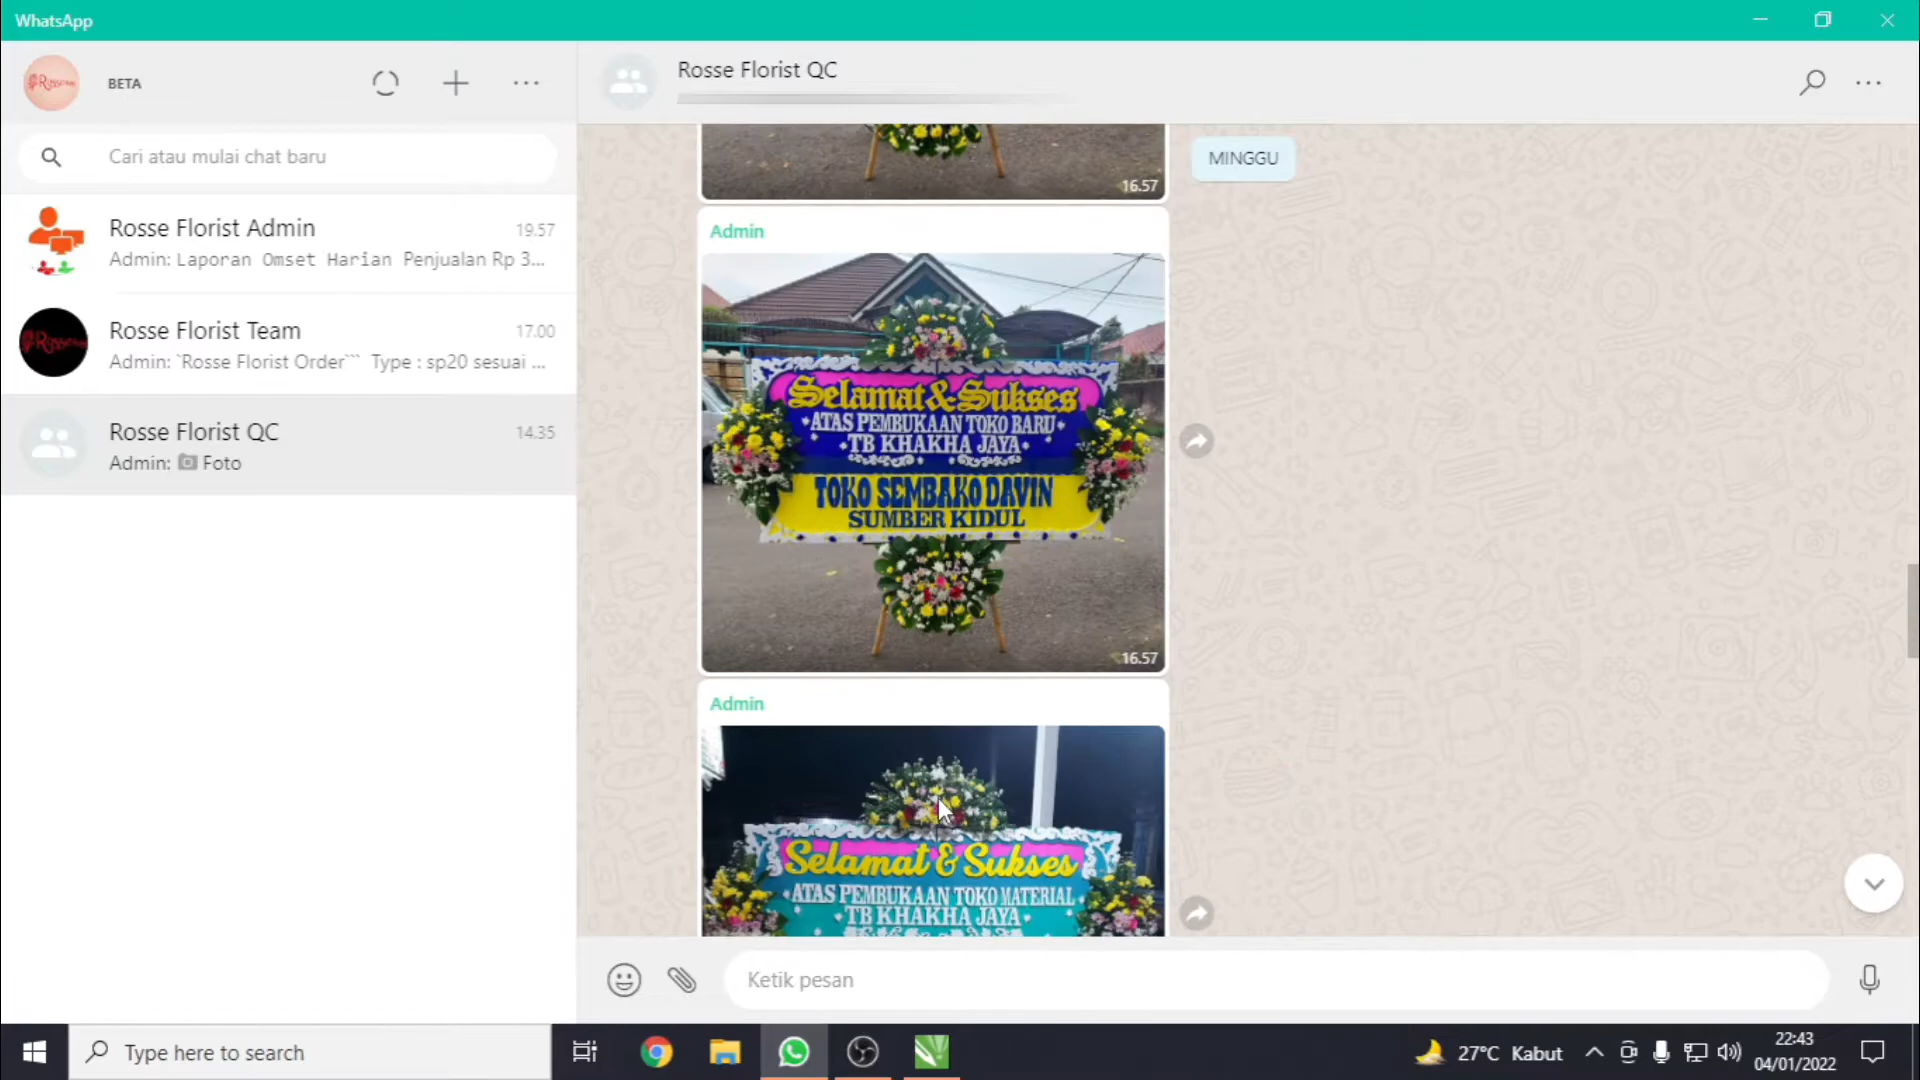 WhatsApp
BETA
Cari atau mulai chat baru
Rosse Florist Admin
19.57
Admin: Laporan Omset Harian Penjualan Rp 3...
Rosse Florist Team
17.00
Admin: `Rosse Florist Order``` Type : sp20 sesuai ...
Rosse Florist QC
14.35
Admin: Foto
Rosse Florist QC
MINGGU
16.57
Admin
Selamat&Sukses
ATAS PEMBUKAAN TOKO BARU
TB KHAKHA JAYA
TOKO SEMBAKO DAVIN
SUMBER KIDUL
16.57
Admin
Selamat & Sukses
ATAS PEMBUKAAN TOKO MATERIAL
TB KHAKHA JAYA
Ketik pesan
Type here to search
27°C Kabut
22:43
04/01/2022